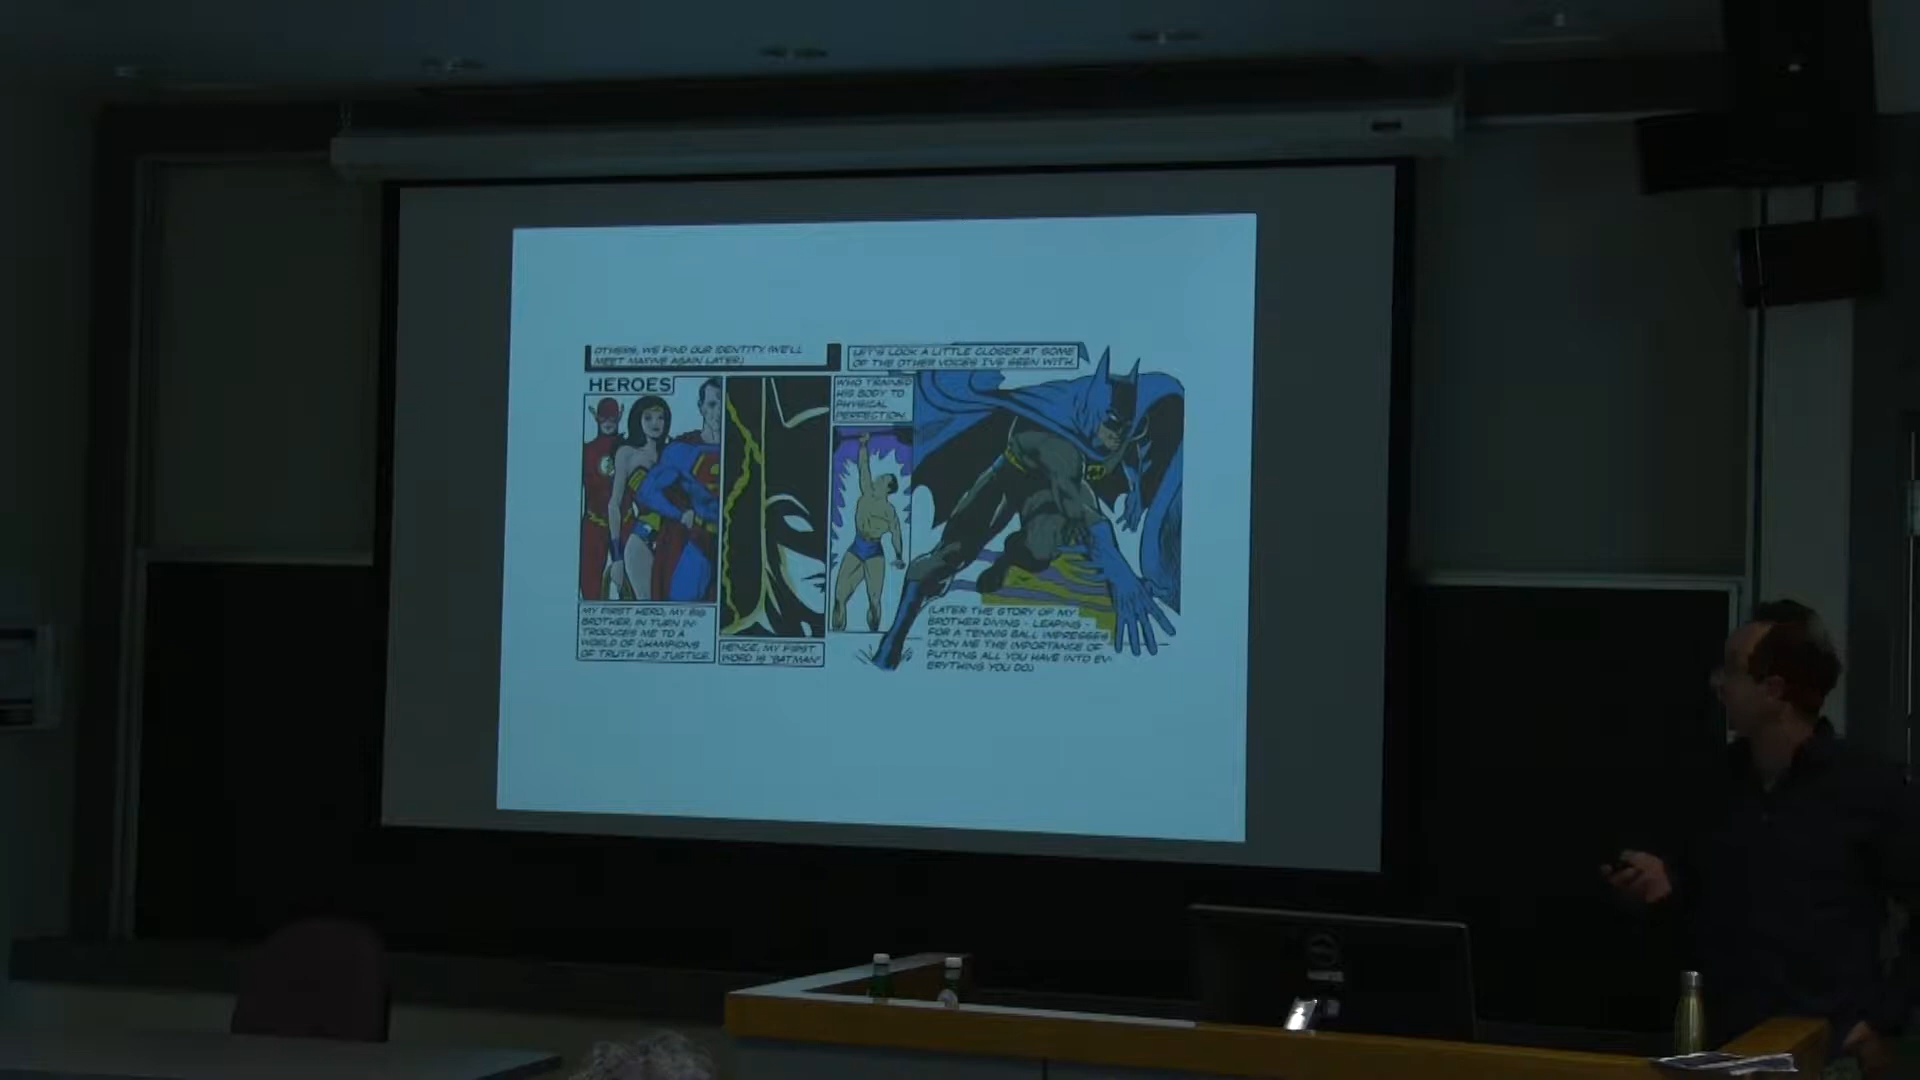 OTHERS, WE FIND OUR IDENTITY. (WE'LL
MEET MAXINE AGAIN LATER.)
LET'S LOOK A LITTLE CLOSER AT SOME
OF THE OTHER VOICES I'VE SEEN WITH.
HEROES
WHO TRAINED
HIS BODY TO
PHYSICAL
PERFECTION.
MY FIRST HERO, MY BIG
BROTHER, IN TURN IN-
TRODUCES ME TO A
WORLD OF CHAMPIONS
OF TRUTH AND JUSTICE.
HENCE, MY FIRST
WORD IS "BATMAN"
(LATER THE STORY OF MY
BROTHER DIVING - LEAPING -
FOR A TENNIS BALL IMPRESSES
UPON ME THE IMPORTANCE OF
PUTTING ALL YOU HAVE INTO EV-
ERYTHING YOU DO.)